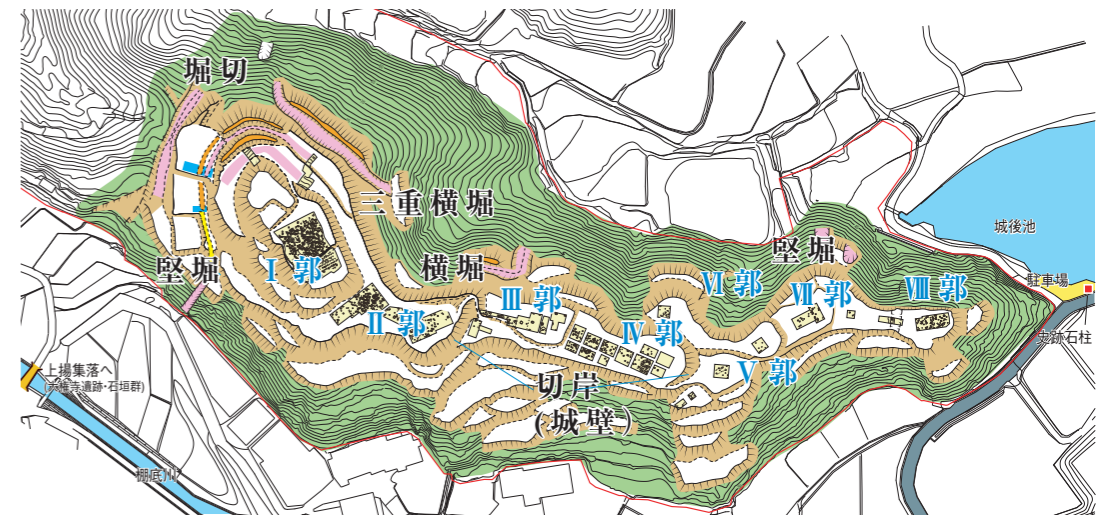 堀切
三重横堀
竪堀
Ⅰ郭
横堀
Ⅱ郭
Ⅲ郭
Ⅳ郭
Ⅵ郭
竪堀
Ⅶ郭
Ⅷ郭
Ⅴ郭
切岸
(城壁)
城後池
駐車場
史跡石柱
上揚集落へ
棚底川